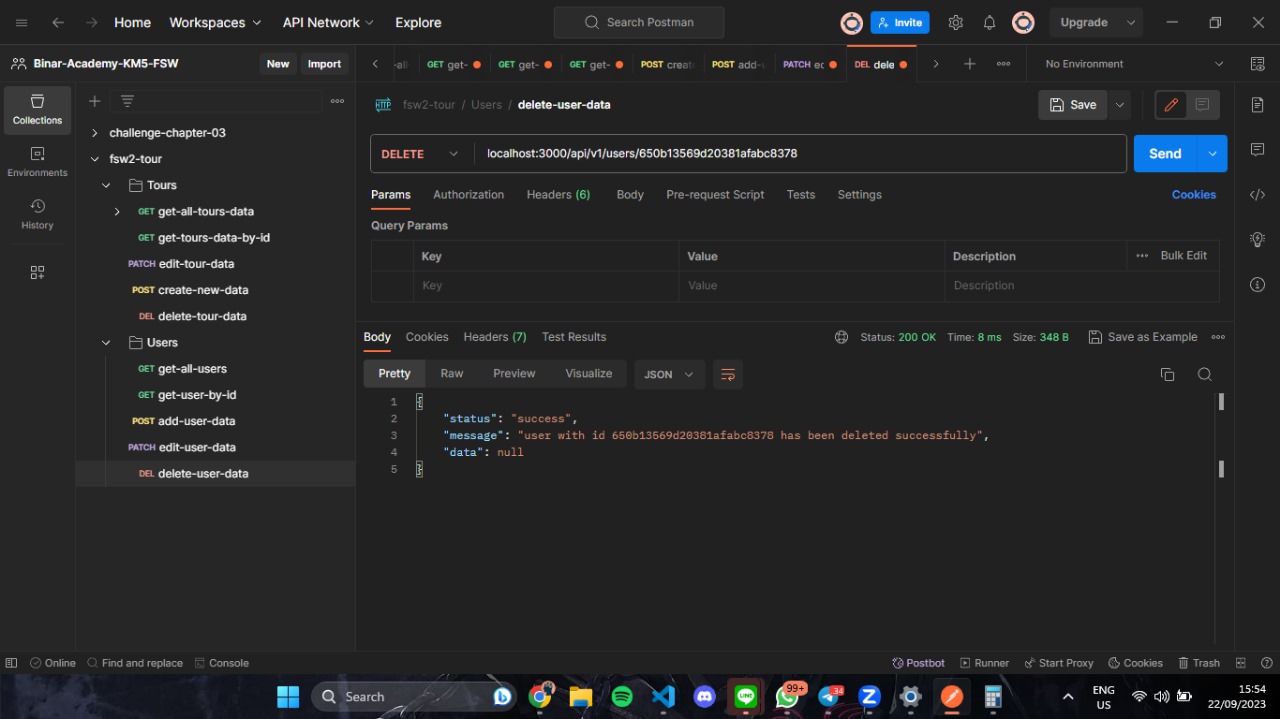 Home Workspaces API Network Explore Search Postman Invite Upgrade
Binar-Academy-KM5-FSW New Import
GET get- GET get- GET get- POST create POST add-u PATCH ed DEL dele No Environment
Collections
Environments
History
challenge-chapter-03
fsw2-tour
Tours
GET get-all-tours-data
GET get-tours-data-by-id
PATCH edit-tour-data
POST create-new-data
DEL delete-tour-data
Users
GET get-all-users
GET get-user-by-id
POST add-user-data
PATCH edit-user-data
DEL delete-user-data
HTTP fsw2-tour / Users / delete-user-data Save
DELETE localhost:3000/api/v1/users/650b13569d20381afabc8378 Send
Params Authorization Headers (6) Body Pre-request Script Tests Settings Cookies
Query Params
Key Value Description Bulk Edit
Key Value Description
Body Cookies Headers (7) Test Results Status: 200 OK Time: 8 ms Size: 348 B Save as Example
Pretty Raw Preview Visualize JSON
1 {
2 "status": "success",
3 "message": "user with id 650b13569d20381afabc8378 has been deleted successfully",
4 "data": null
5 }
Online Find and replace Console Postbot Runner Start Proxy Cookies Trash
Search LINE 99+ 34 ENG 15:54
US 22/09/2023